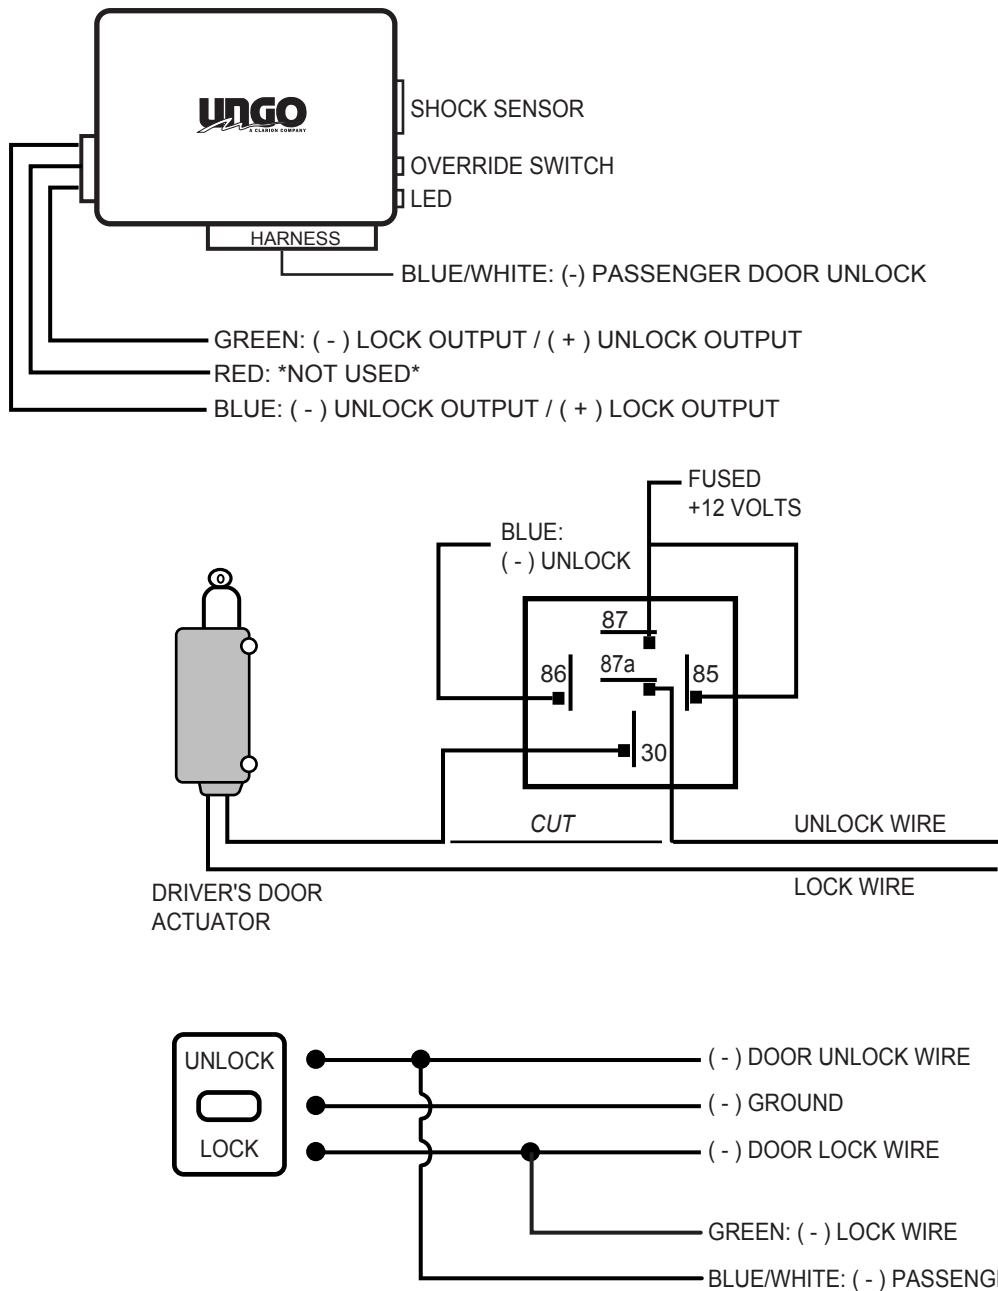 UNGO
A CLARION COMPANY
SHOCK SENSOR
OVERRIDE SWITCH
LED
HARNESS
BLUE/WHITE: (-) PASSENGER DOOR UNLOCK
GREEN: ( - ) LOCK OUTPUT / ( + ) UNLOCK OUTPUT
RED: *NOT USED*
BLUE: ( - ) UNLOCK OUTPUT / ( + ) LOCK OUTPUT
FUSED
+12 VOLTS
BLUE:
( - ) UNLOCK
87
86
87a
85
30
CUT
UNLOCK WIRE
LOCK WIRE
DRIVER'S DOOR
ACTUATOR
UNLOCK
LOCK
( - ) DOOR UNLOCK WIRE
( - ) GROUND
( - ) DOOR LOCK WIRE
GREEN: ( - ) LOCK WIRE
BLUE/WHITE: ( - ) PASSENG